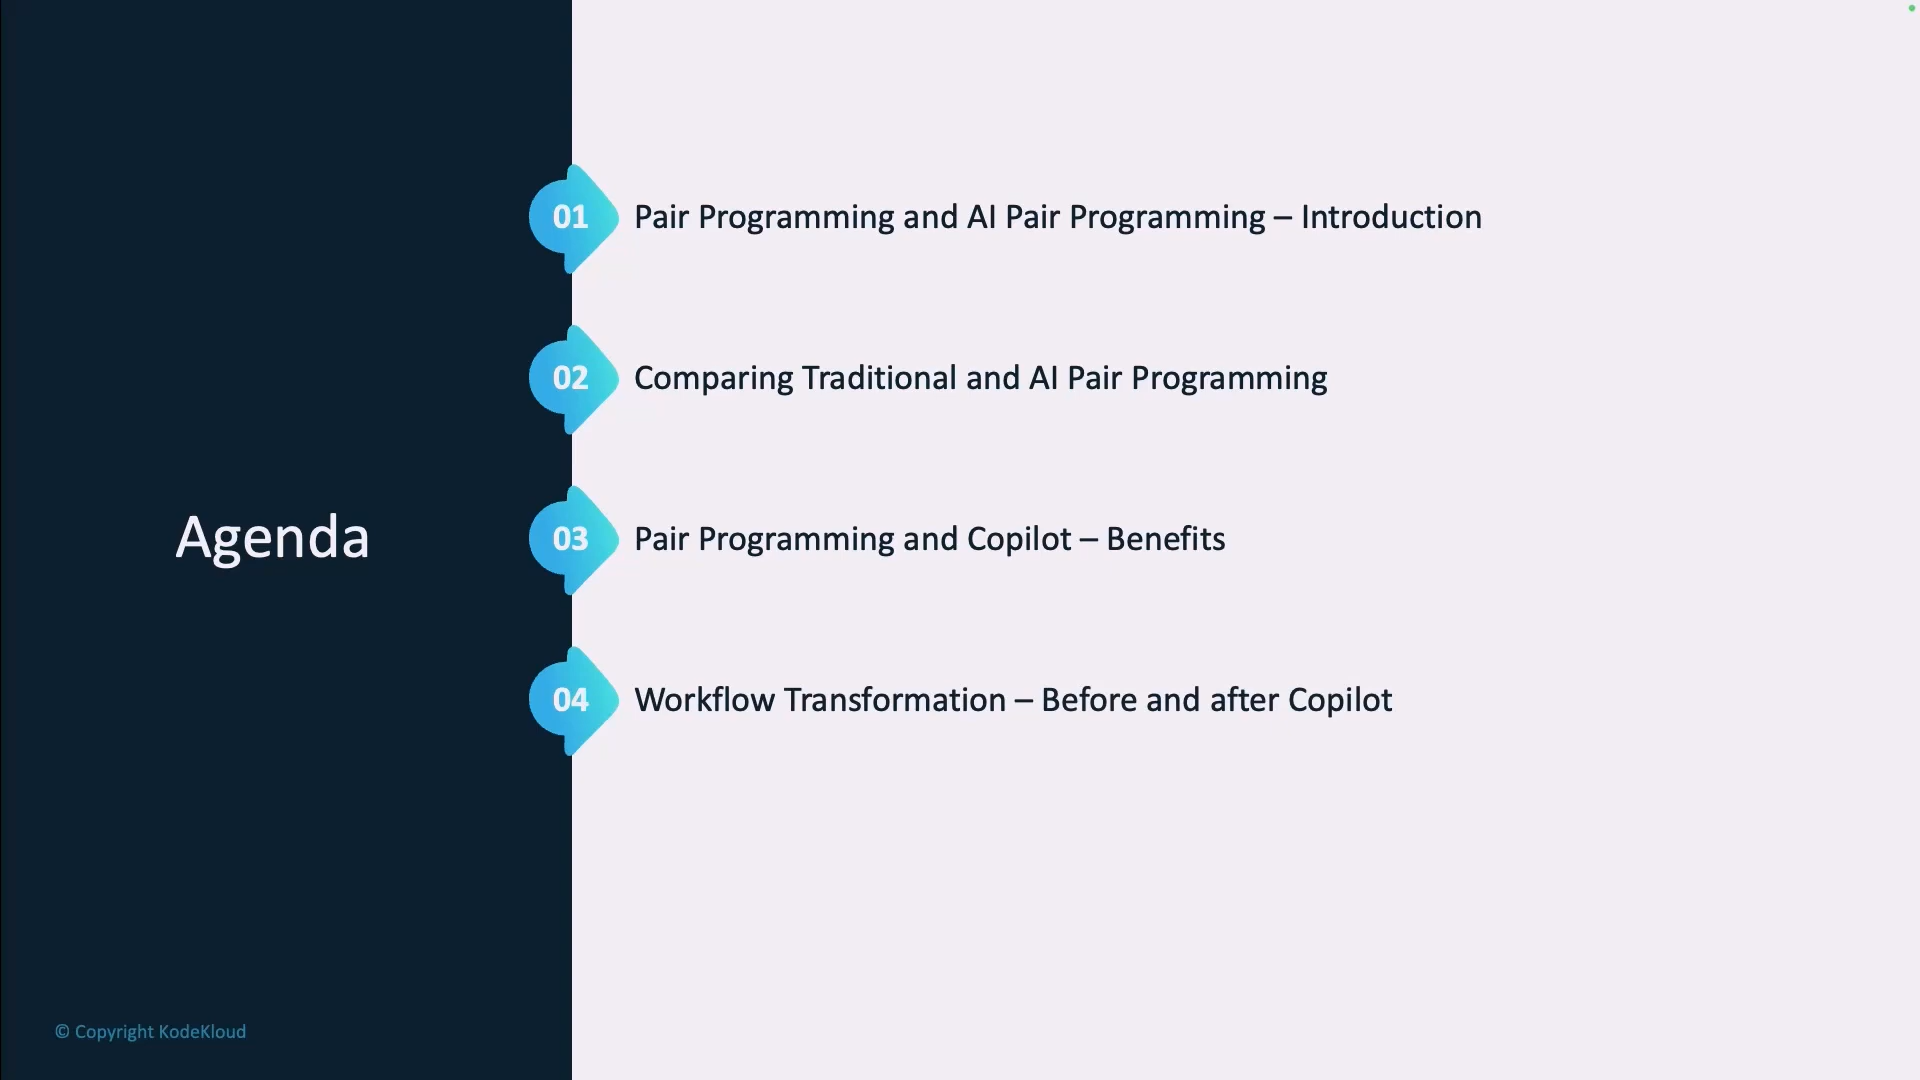 Agenda
01 Pair Programming and AI Pair Programming – Introduction
02 Comparing Traditional and AI Pair Programming
03 Pair Programming and Copilot – Benefits
04 Workflow Transformation – Before and after Copilot
© Copyright KodeKloud